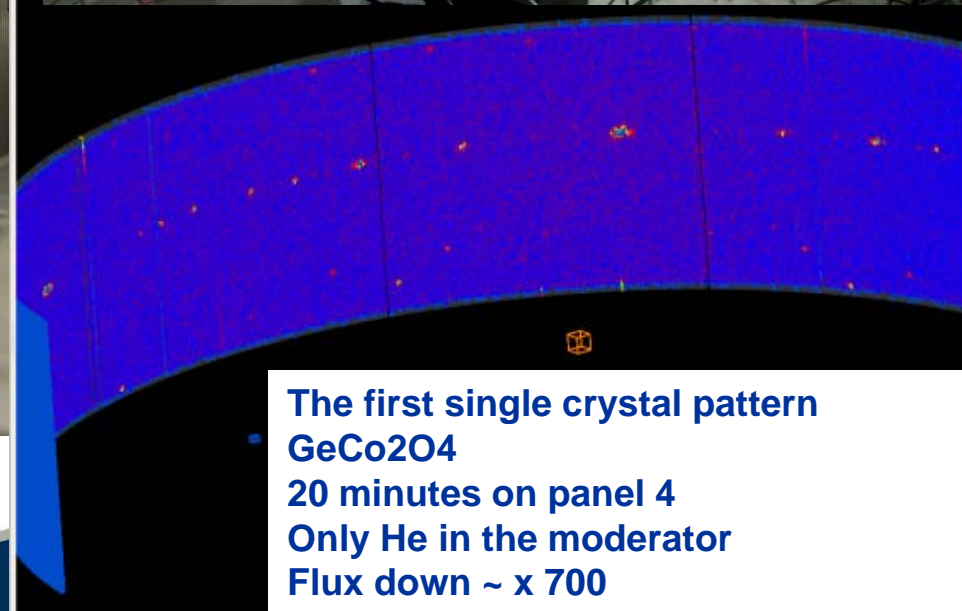 The first single crystal pattern
GeCo2O4
20 minutes on panel 4
Only He in the moderator
Flux down ~ x 700